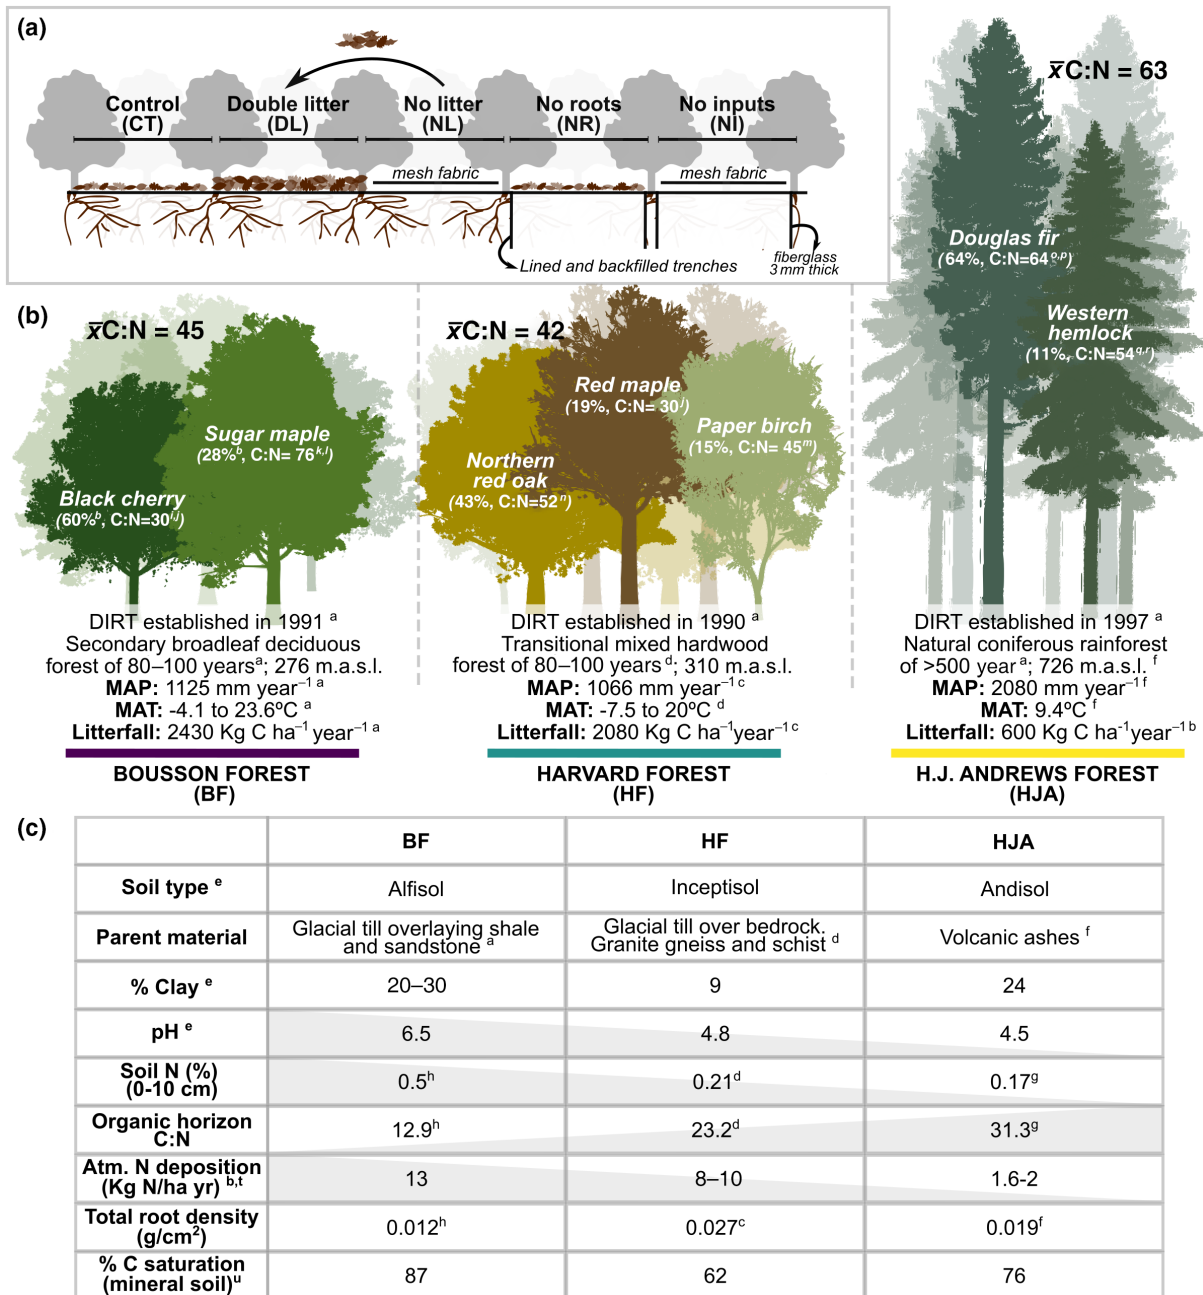 (a)
Control
(CT)
Double litter
(DL)
No litter
(NL)
No roots
(NR)
No inputs
(NI)
mesh fabric
mesh fabric
Lined and backfilled trenches
fiberglass
3 mm thick
x̅C:N = 63
Douglas fir
(64%, C:N=64o,p)
Western
hemlock
(11%, C:N=54q,r)
(b)
x̅C:N = 45
Sugar maple
(28%b, C:N= 76k,l)
Black cherry
(60%b, C:N=30i,j)
x̅C:N = 42
Red maple
(19%, C:N= 30j)
Paper birch
(15%, C:N= 45m)
Northern
red oak
(43%, C:N=52n)
DIRT established in 1991 a
Secondary broadleaf deciduous
forest of 80–100 yearsa; 276 m.a.s.l.
MAP: 1125 mm year–1 a
MAT: -4.1 to 23.6ºC a
Litterfall: 2430 Kg C ha–1 year–1 a
BOUSSON FOREST
(BF)
DIRT established in 1990 a
Transitional mixed hardwood
forest of 80–100 years d; 310 m.a.s.l.
MAP: 1066 mm year–1 c
MAT: -7.5 to 20ºC d
Litterfall: 2080 Kg C ha–1year–1 c
HARVARD FOREST
(HF)
DIRT established in 1997 a
Natural coniferous rainforest
of >500 year a; 726 m.a.s.l. f
MAP: 2080 mm year–1 f
MAT: 9.4ºC f
Litterfall: 600 Kg C ha-1year–1 b
H.J. ANDREWS FOREST
(HJA)
(c)
BF HF HJA
Soil type e Alfisol Inceptisol Andisol
Parent material Glacial till overlaying shale and sandstone a Glacial till over bedrock. Granite gneiss and schist d Volcanic ashes f
% Clay e 20–30 9 24
pH e 6.5 4.8 4.5
Soil N (%) (0-10 cm) 0.5h 0.21d 0.17g
Organic horizon C:N 12.9h 23.2d 31.3g
Atm. N deposition (Kg N/ha yr) b,t 13 8–10 1.6-2
Total root density (g/cm2) 0.012h 0.027c 0.019f
% C saturation (mineral soil)u 87 62 76